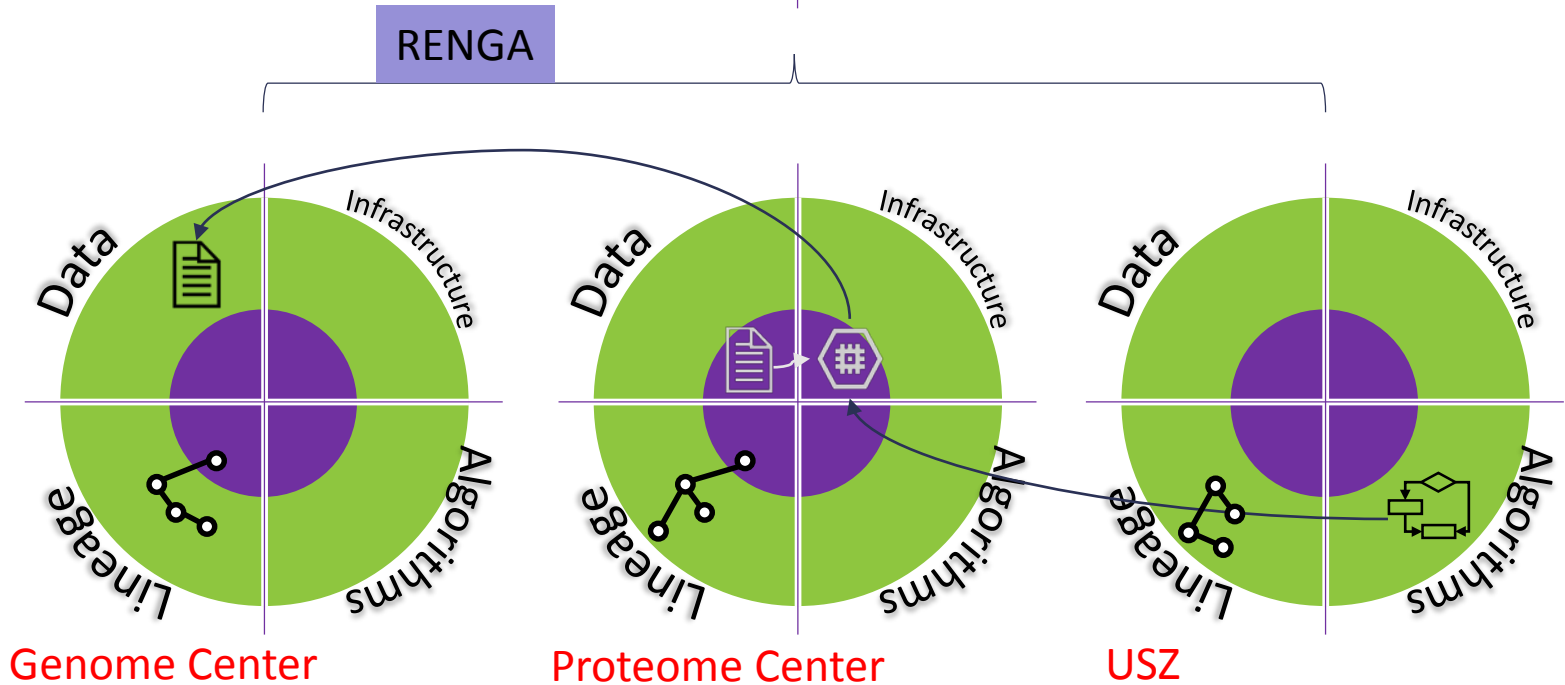 RENGA
Data
Infrastructure
Lineage
Algorithms
Genome Center
Data
Infrastructure
Lineage
Algorithms
Proteome Center
Data
Infrastructure
Lineage
Algorithms
USZ